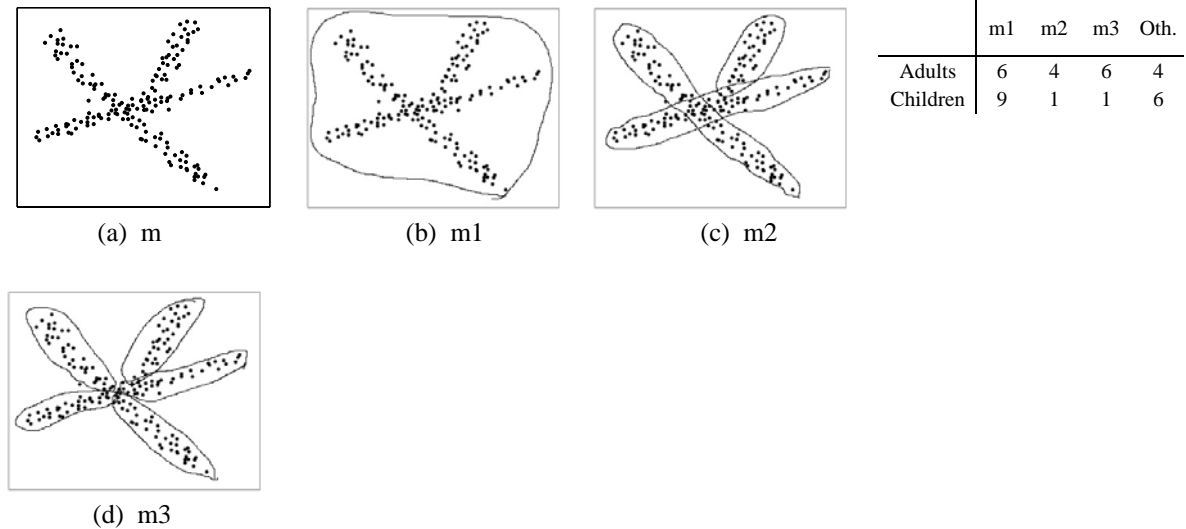 m1 m2 m3 Oth.
Adults 6 4 6 4
Children 9 1 1 6
(a) m
(b) m1
(c) m2
(d) m3